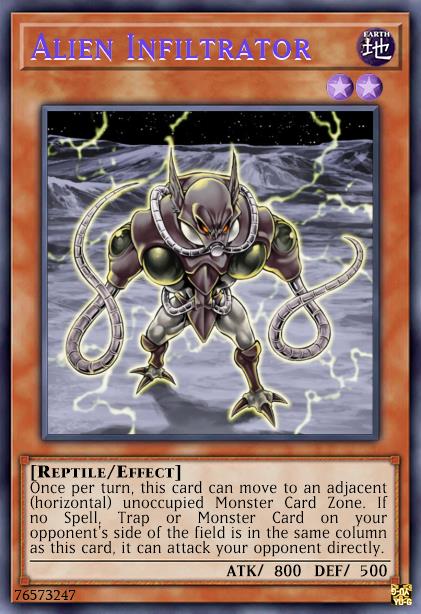 Alien Infiltrator
EARTH
地
[Reptile/Effect]
Once per turn, this card can move to an adjacent
(horizontal) unoccupied Monster Card Zone. If
no Spell, Trap or Monster Card on your
opponent's side of the field is in the same column
as this card, it can attack your opponent directly.
ATK/ 800 DEF/ 500
76573247